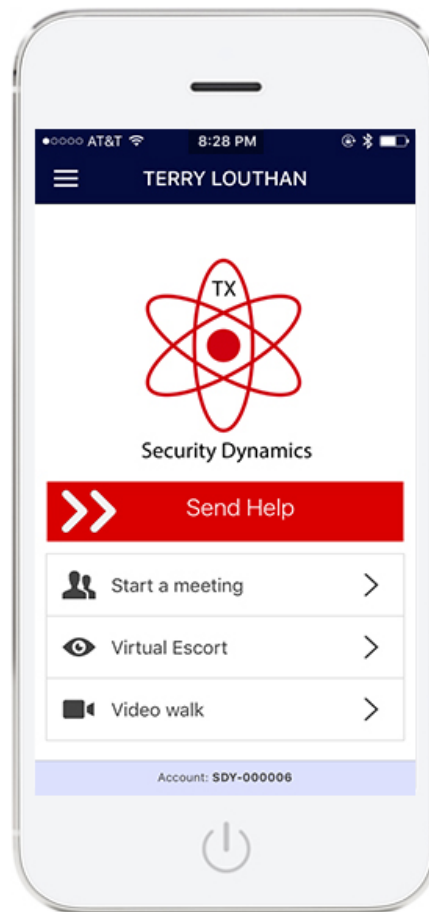 AT&T 8:28 PM
TERRY LOUTHAN
TX
Security Dynamics
Send Help
Start a meeting
Virtual Escort
Video walk
Account: SDY-000006